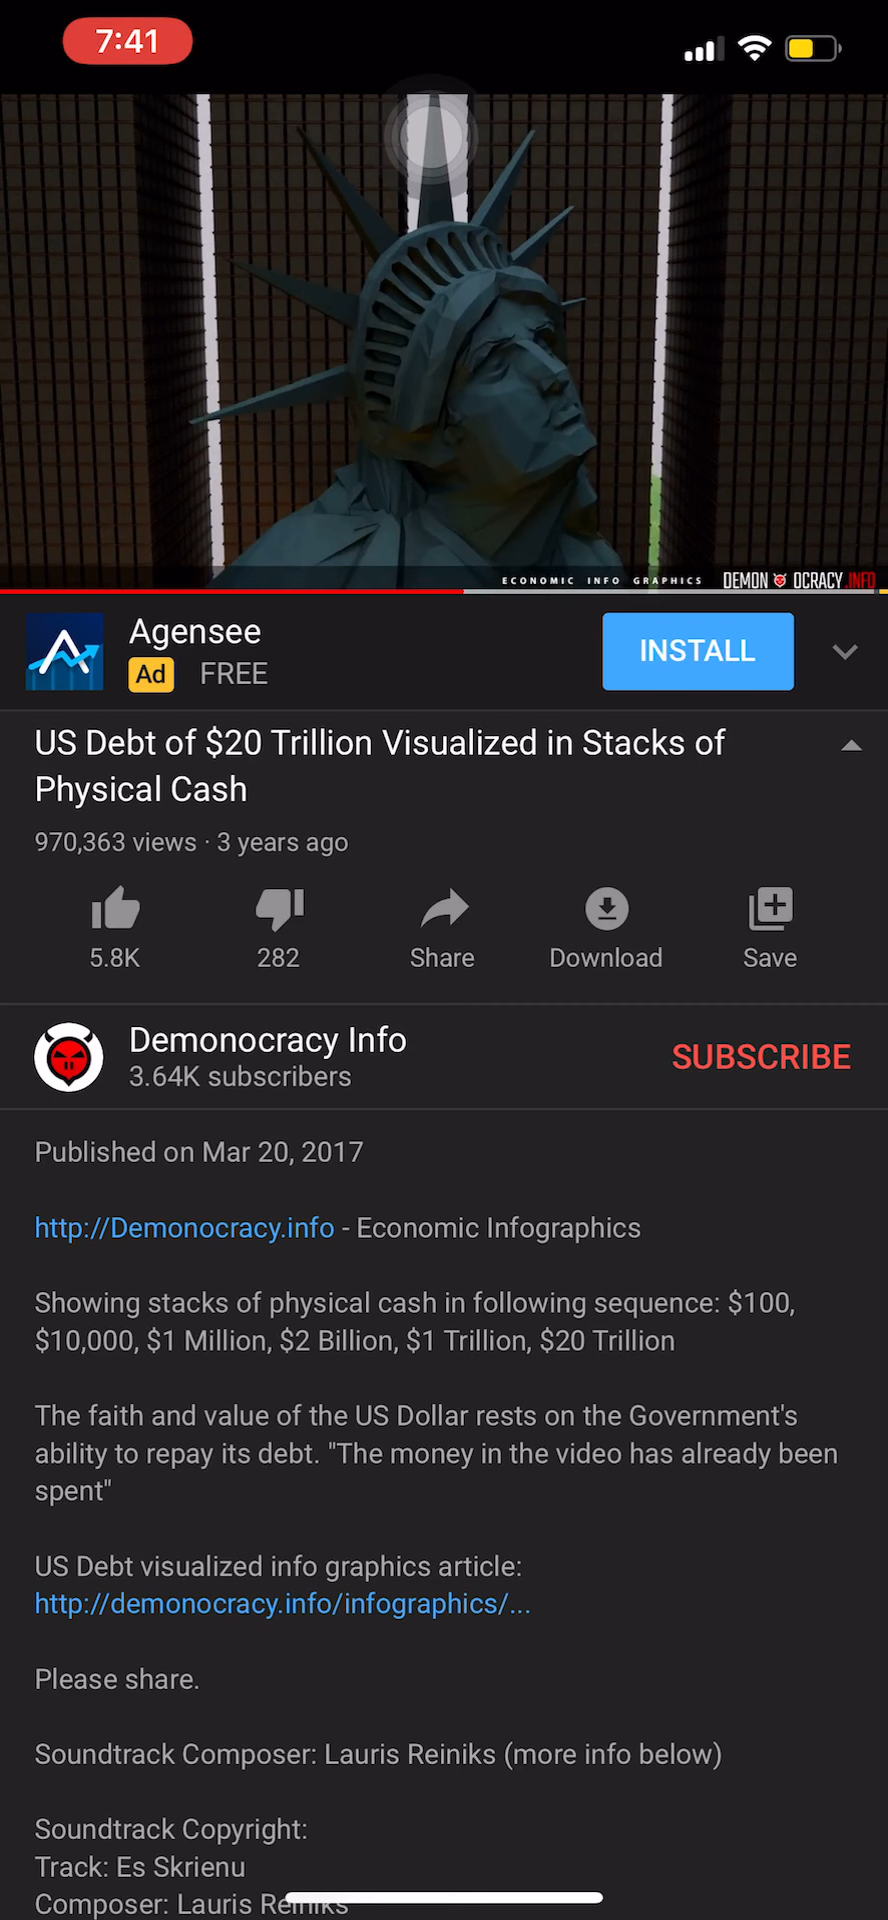 7:41
ECONOMIC INFO GRAPHICS DEMON OCRACY.INFO
Agensee
Ad FREE
INSTALL
US Debt of $20 Trillion Visualized in Stacks of
Physical Cash
970,363 views · 3 years ago
5.8K 282 Share Download Save
Demonocracy Info
3.64K subscribers
SUBSCRIBE
Published on Mar 20, 2017
http://Demonocracy.info - Economic Infographics
Showing stacks of physical cash in following sequence: $100,
$10,000, $1 Million, $2 Billion, $1 Trillion, $20 Trillion
The faith and value of the US Dollar rests on the Government's
ability to repay its debt. "The money in the video has already been
spent"
US Debt visualized info graphics article:
http://demonocracy.info/infographics/...
Please share.
Soundtrack Composer: Lauris Reiniks (more info below)
Soundtrack Copyright:
Track: Es Skrienu
Composer: Lauris Reiniks